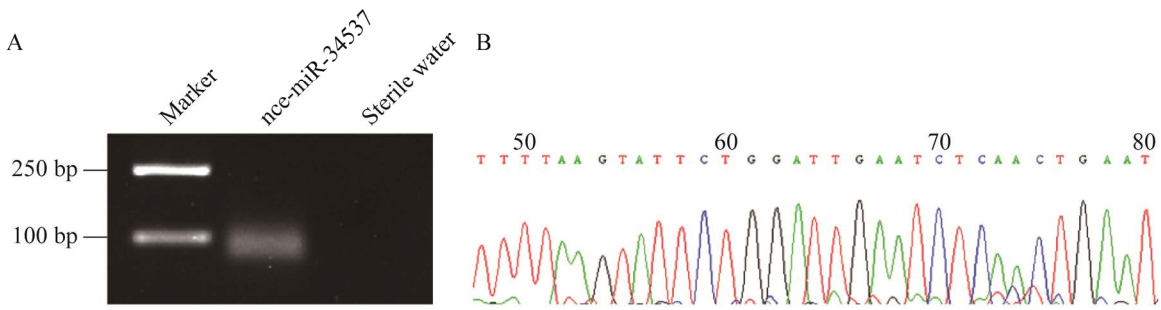 A
B
Marker
nce-miR-34537
Sterile water
250 bp
100 bp
50 60 70 80
T T T T A A G T A T T C T G G A T T G A A T C T C A A C T G A A T